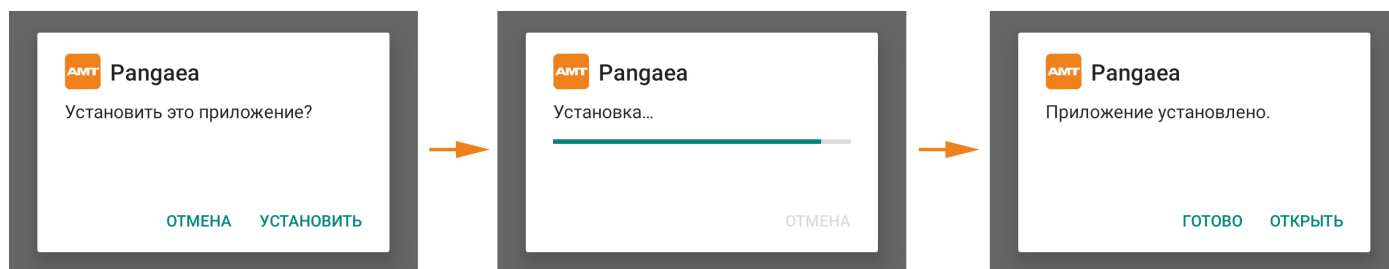 AMT Pangaea
Установить это приложение?
ОТМЕНА УСТАНОВИТЬ
AMT Pangaea
Установка...
ОТМЕНА
AMT Pangaea
Приложение установлено.
ГОТОВО ОТКРЫТЬ